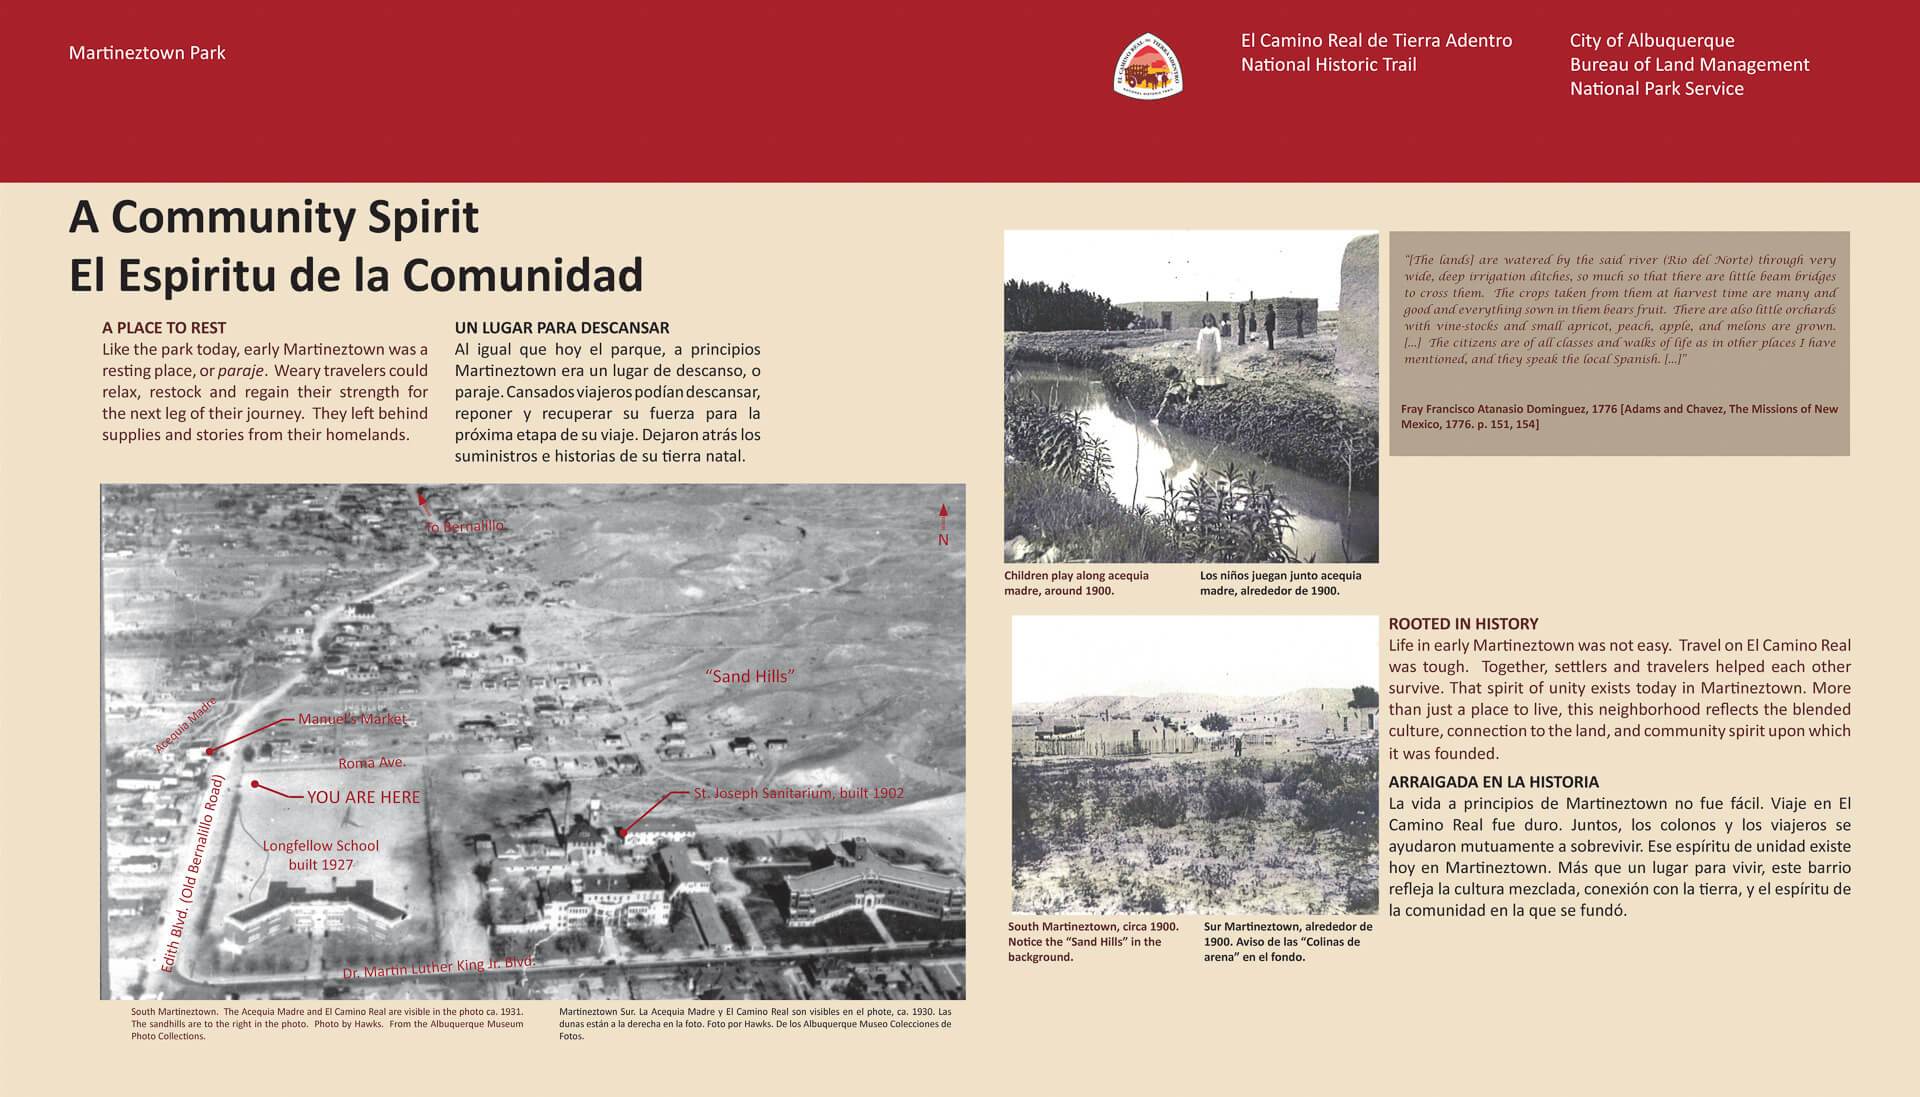 Martineztown Park
EL CAMINO REAL DE TIERRA ADENTRO
NATIONAL HISTORIC TRAIL
El Camino Real de Tierra Adentro
National Historic Trail
City of Albuquerque
Bureau of Land Management
National Park Service
A Community Spirit
El Espiritu de la Comunidad
A PLACE TO REST
Like the park today, early Martineztown was a
resting place, or paraje.  Weary travelers could
relax, restock and regain their strength for
the next leg of their journey.  They left behind
supplies and stories from their homelands.
UN LUGAR PARA DESCANSAR
Al igual que hoy el parque, a principios
Martineztown era un lugar de descanso, o
paraje. Cansados viajeros podían descansar,
reponer y recuperar su fuerza para la
próxima etapa de su viaje. Dejaron atrás los
suministros e historias de su tierra natal.
To Bernalillo
N
"Sand Hills"
Acequia Madre
Manuel's Market
Roma Ave.
YOU ARE HERE
St. Joseph Sanitarium, built 1902
Longfellow School
built 1927
Edith Blvd. (Old Bernalillo Road)
Dr. Martin Luther King Jr. Blvd.
South Martineztown.  The Acequia Madre and El Camino Real are visible in the photo ca. 1931.
The sandhills are to the right in the photo.  Photo by Hawks.  From the Albuquerque Museum
Photo Collections.
Martineztown Sur. La Acequia Madre y El Camino Real son visibles en el phote, ca. 1930. Las
dunas están a la derecha en la foto. Foto por Hawks. De los Albuquerque Museo Colecciones de
Fotos.
Children play along acequia
madre, around 1900.
Los niños juegan junto acequia
madre, alrededor de 1900.
"[The lands] are watered by the said river (Rio del Norte) through very
wide, deep irrigation ditches, so much so that there are little beam bridges
to cross them.  The crops taken from them at harvest time are many and
good and everything sown in them bears fruit.  There are also little orchards
with vine-stocks and small apricot, peach, apple, and melons are grown.
[...]  The citizens are of all classes and walks of life as in other places I have
mentioned, and they speak the local Spanish. [...]"
Fray Francisco Atanasio Dominguez, 1776 [Adams and Chavez, The Missions of New
Mexico, 1776. p. 151, 154]
South Martineztown, circa 1900.
Notice the "Sand Hills" in the
background.
Sur Martineztown, alrededor de
1900. Aviso de las "Colinas de
arena" en el fondo.
ROOTED IN HISTORY
Life in early Martineztown was not easy.  Travel on El Camino Real
was tough.  Together, settlers and travelers helped each other
survive. That spirit of unity exists today in Martineztown. More
than just a place to live, this neighborhood reflects the blended
culture, connection to the land, and community spirit upon which
it was founded.
ARRAIGADA EN LA HISTORIA
La vida a principios de Martineztown no fue fácil. Viaje en El
Camino Real fue duro. Juntos, los colonos y los viajeros se
ayudaron mutuamente a sobrevivir. Ese espíritu de unidad existe
hoy en Martineztown. Más que un lugar para vivir, este barrio
refleja la cultura mezclada, conexión con la tierra, y el espíritu de
la comunidad en la que se fundó.